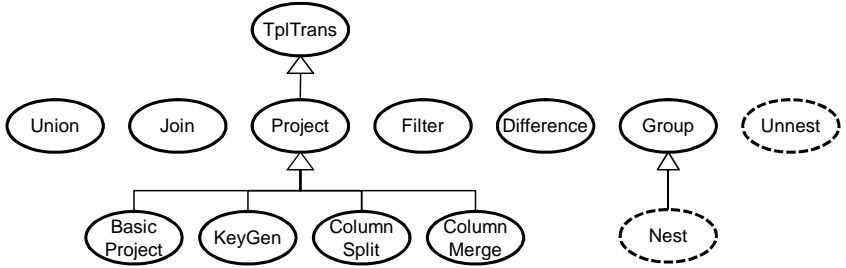 TplTrans
Union
Join
Project
Filter
Difference
Group
Unnest
Basic
Project
KeyGen
Column
Split
Column
Merge
Nest